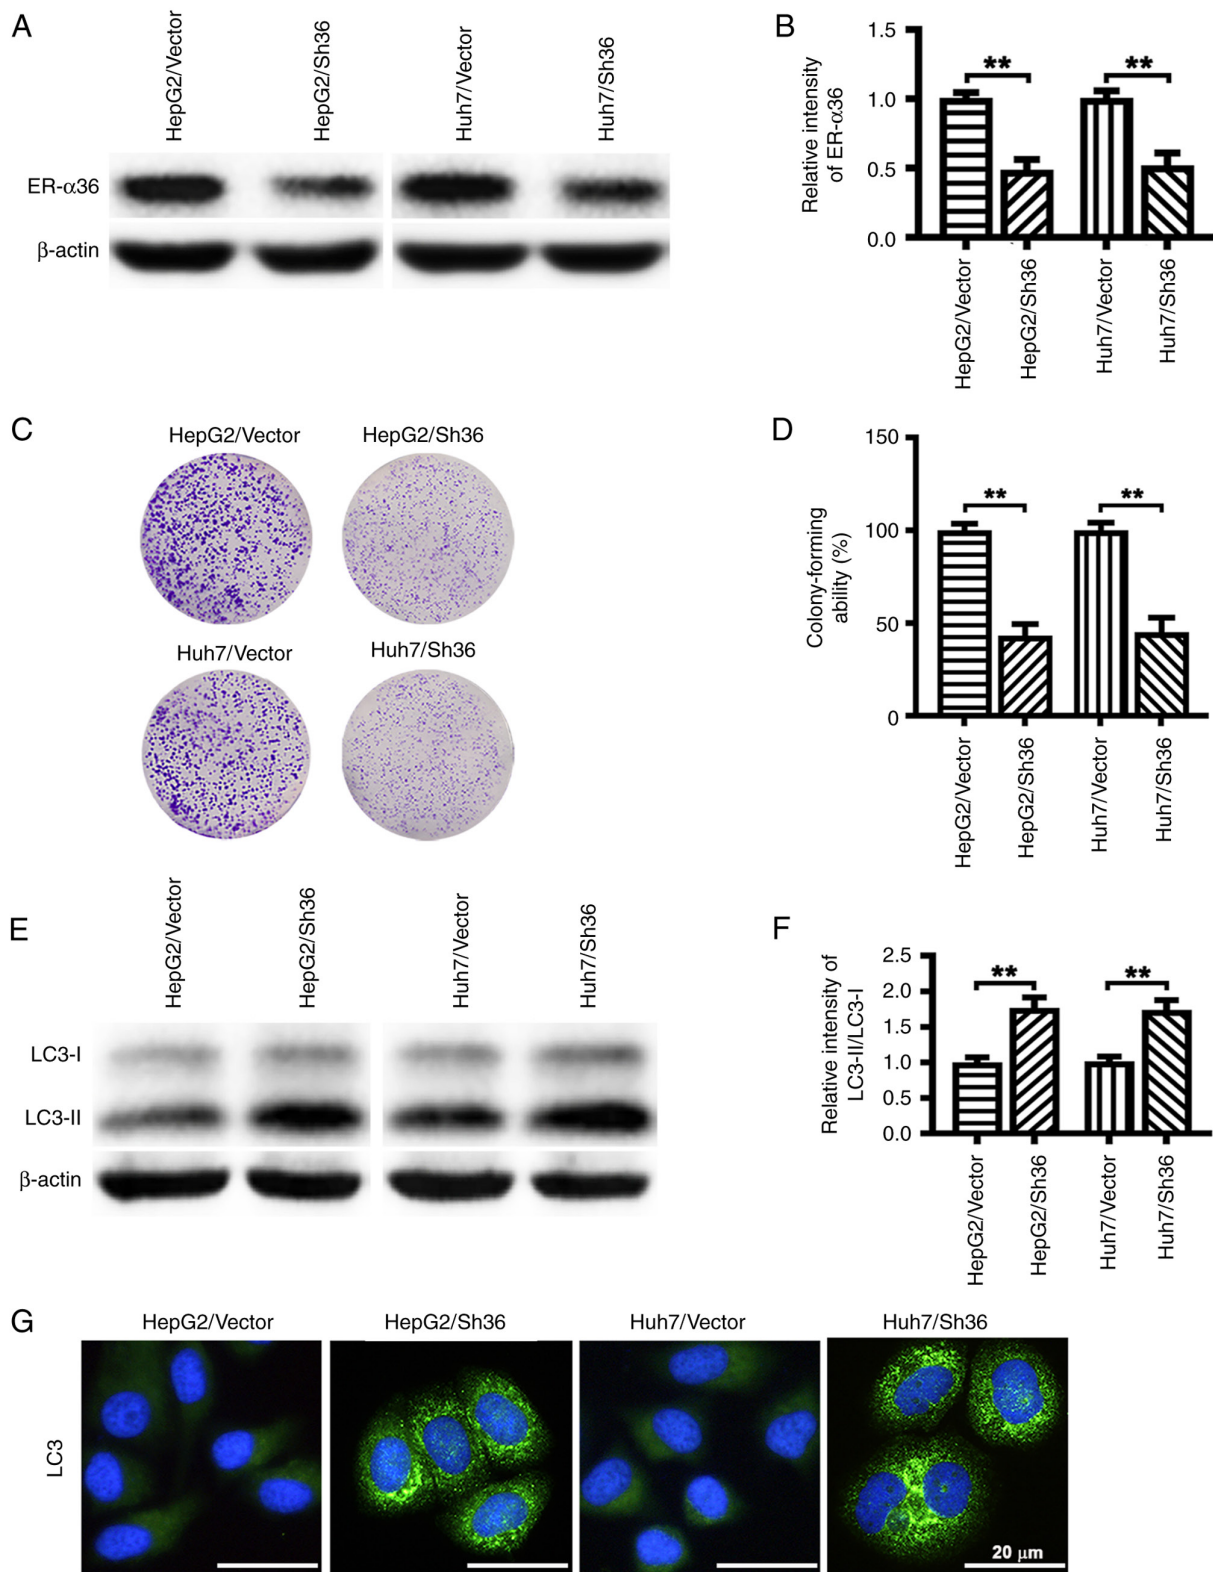 A
HepG2/Vector
HepG2/Sh36
Huh7/Vector
Huh7/Sh36
ER-α36
β-actin
B
Relative intensity
of ER-α36
1.5
1.0
0.5
0.0
**
**
HepG2/Vector
HepG2/Sh36
Huh7/Vector
Huh7/Sh36
C
HepG2/Vector
HepG2/Sh36
Huh7/Vector
Huh7/Sh36
D
Colony-forming
ability (%)
150
100
50
0
**
**
HepG2/Vector
HepG2/Sh36
Huh7/Vector
Huh7/Sh36
E
HepG2/Vector
HepG2/Sh36
Huh7/Vector
Huh7/Sh36
LC3-I
LC3-II
β-actin
F
Relative intensity of
LC3-II/LC3-I
2.5
2.0
1.5
1.0
0.5
0.0
**
**
HepG2/Vector
HepG2/Sh36
Huh7/Vector
Huh7/Sh36
G
HepG2/Vector
HepG2/Sh36
Huh7/Vector
Huh7/Sh36
LC3
20 μm